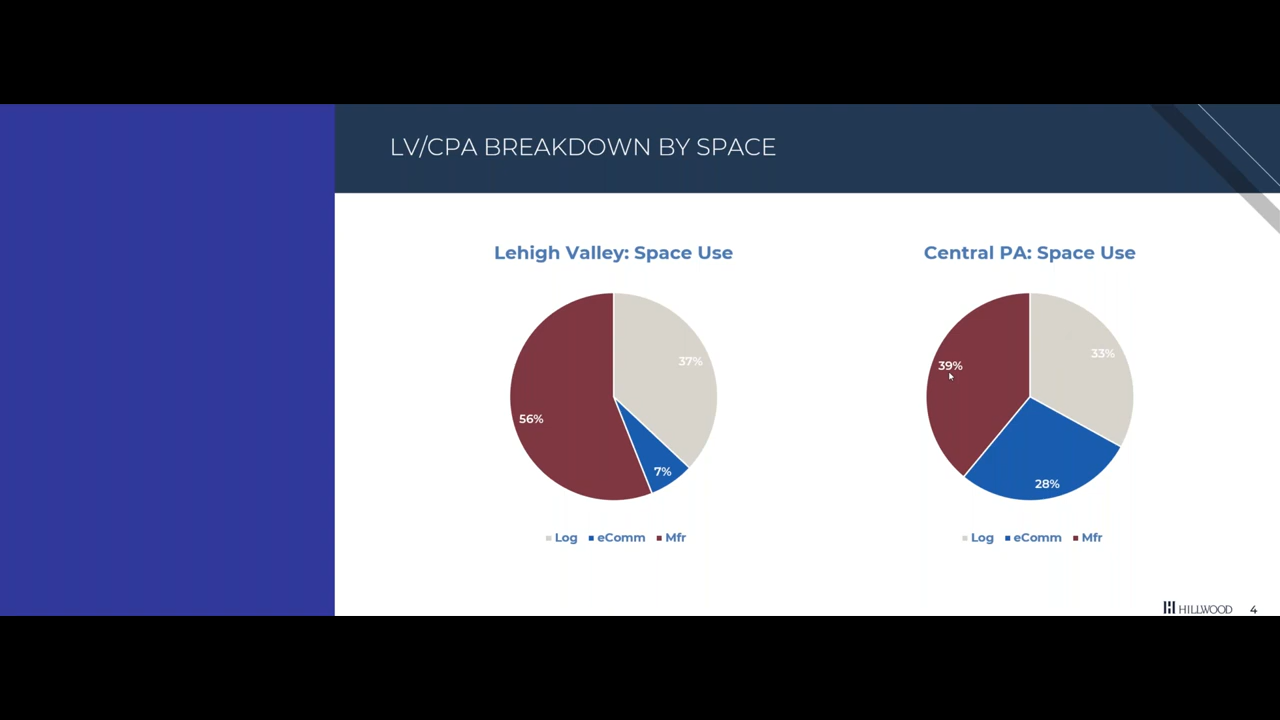 LV/CPA BREAKDOWN BY SPACE
Lehigh Valley: Space Use
37%
56%
7%
Log eComm Mfr
Central PA: Space Use
33%
39%
28%
Log eComm Mfr
HILLWOOD 4